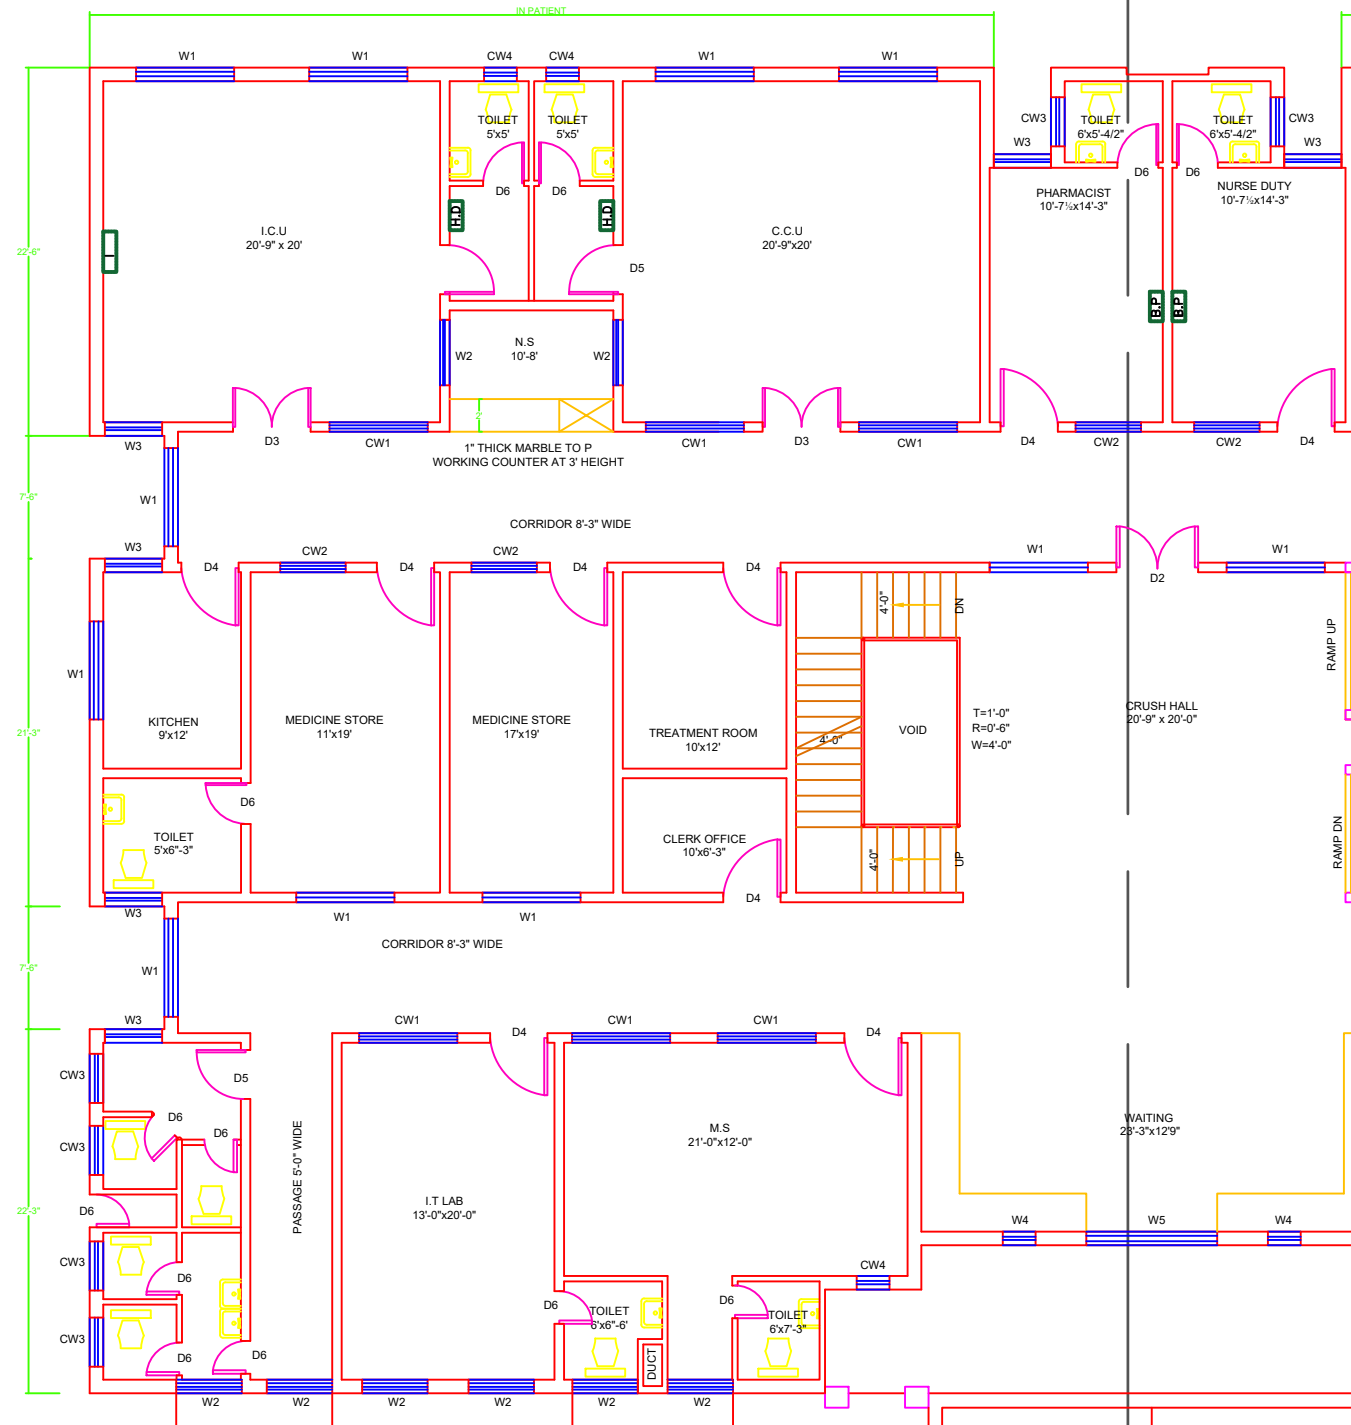 IN PATIENT
W1
W1
CW4
CW4
W1
W1
TOILET
5'x5'
TOILET
5'x5'
CW3
W3
TOILET
6'x5'-4/2"
TOILET
6'x5'-4/2"
CW3
W3
D6
D6
D6
D6
PHARMACIST
10'-7½x14'-3"
NURSE DUTY
10'-7½x14'-3"
H.D
H.D
I.C.U
20'-9" x 20'
C.C.U
20'-9"x20'
22'-6"
I
D5
B.P
B.P
N.S
10'-8'
W2
W2
2'
W3
D3
CW1
1" THICK MARBLE TO P
WORKING COUNTER AT 3' HEIGHT
CW1
D3
CW1
D4
CW2
CW2
D4
7'-6"
W1
CORRIDOR 8'-3" WIDE
W3
D4
CW2
D4
CW2
D4
D4
W1
D2
W1
4'-0"
DN
RAMP UP
W1
KITCHEN
9'x12'
MEDICINE STORE
11'x19'
MEDICINE STORE
17'x19'
TREATMENT ROOM
10'x12'
4'-0"
VOID
T=1'-0"
R=0'-6"
W=4'-0"
CRUSH HALL
20'-9" x 20'-0"
21'-3"
D6
TOILET
5'x6"-3"
CLERK OFFICE
10'x6'-3"
4'-0"
UP
RAMP DN
W3
W1
W1
D4
CORRIDOR 8'-3" WIDE
7'-6"
W1
W3
CW1
D4
CW1
CW1
D4
CW3
D5
D6
D6
CW3
PASSAGE 5'-0" WIDE
M.S
21'-0"x12'-0"
WAITING
23'-3"x12'9"
I.T LAB
13'-0"x20'-0"
22'-3"
D6
W4
W5
W4
CW3
D6
CW4
D6
TOILET
6'x6"-6'
D6
TOILET
6'x7'-3"
CW3
D6
D6
DUCT
W2
W2
W2
W2
W2
W2